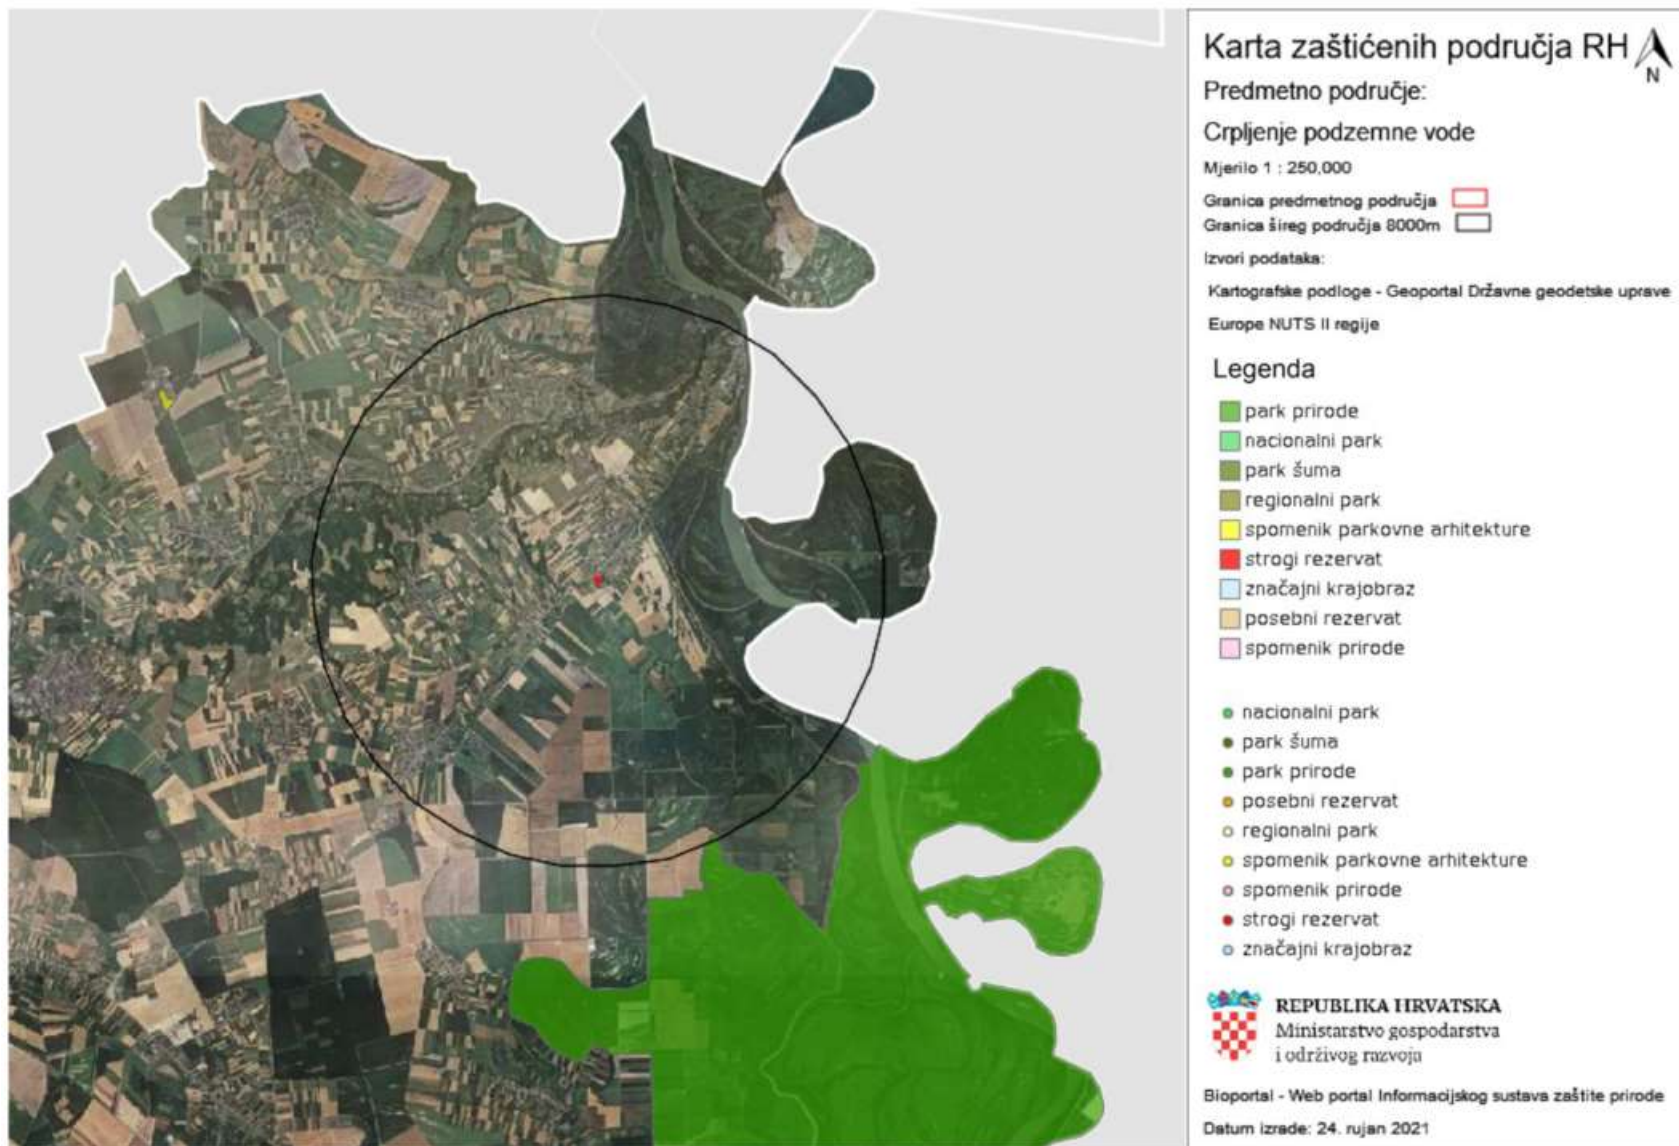 Karta zaštićenih područja RH
N
Predmetno područje:
Crpljenje podzemne vode
Mjerilo 1 : 250,000
Granica predmetnog područja
Granica šireg područja 8000m
Izvori podataka:
Kartografske podloge - Geoportal Državne geodetske uprave
Europe NUTS II regije
Legenda
park prirode
nacionalni park
park šuma
regionalni park
spomenik parkovne arhitekture
strogi rezervat
značajni krajobraz
posebni rezervat
spomenik prirode
nacionalni park
park šuma
park prirode
posebni rezervat
regionalni park
spomenik parkovne arhitekture
spomenik prirode
strogi rezervat
značajni krajobraz
REPUBLIKA HRVATSKA
Ministarstvo gospodarstva
i održivog razvoja
Bioportal - Web portal Informacijskog sustava zaštite prirode
Datum izrade: 24. rujan 2021